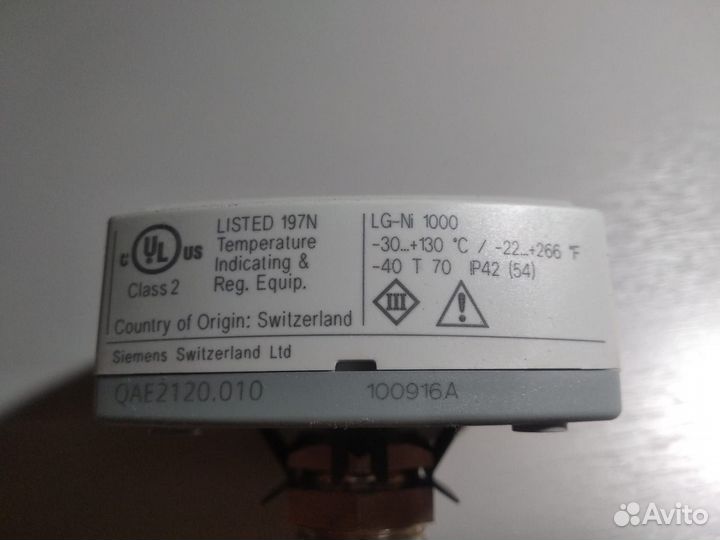 C UL US
Class 2
LISTED 197N
Temperature
Indicating &
Reg. Equip.
Country of Origin: Switzerland
LG-Ni 1000
-30...+130 °C / -22...+266 °F
-40 T 70 IP42 (54)
III
!
Siemens Switzerland Ltd
QAE2120.010 100916A
Avito